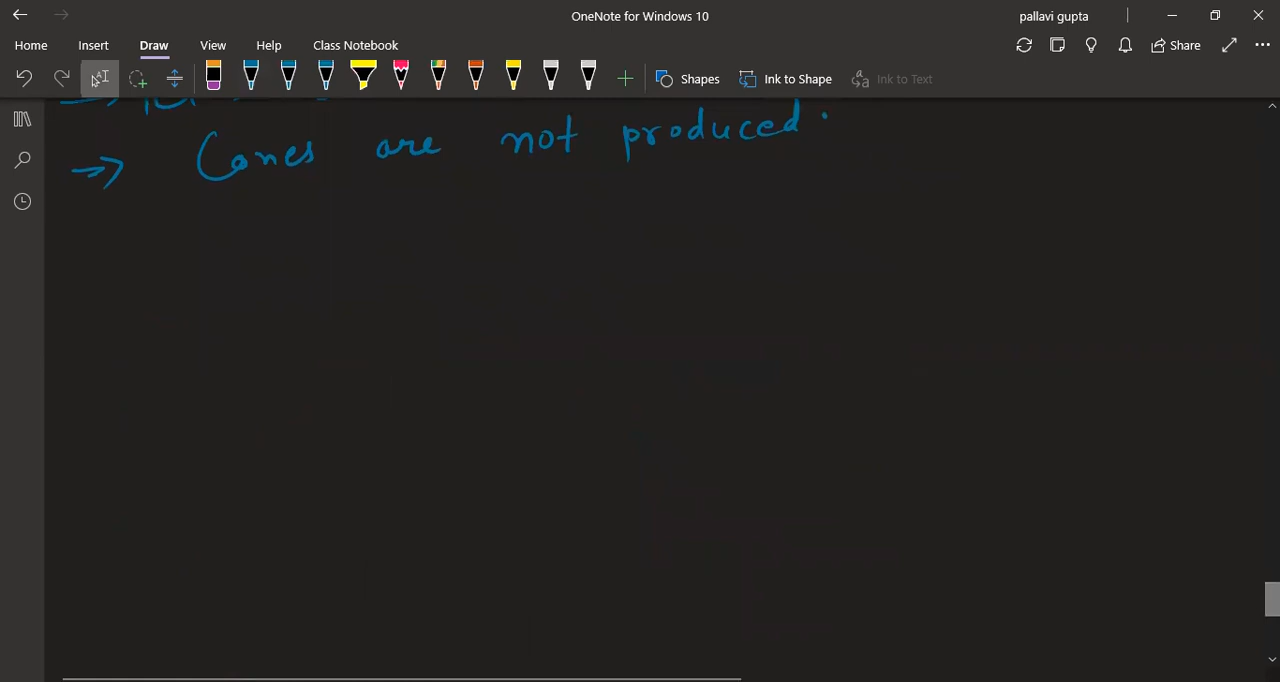 OneNote for Windows 10
pallavi gupta
Home Insert Draw View Help Class Notebook
Share
Shapes Ink to Shape Ink to Text
→
→ Cones are not produced.